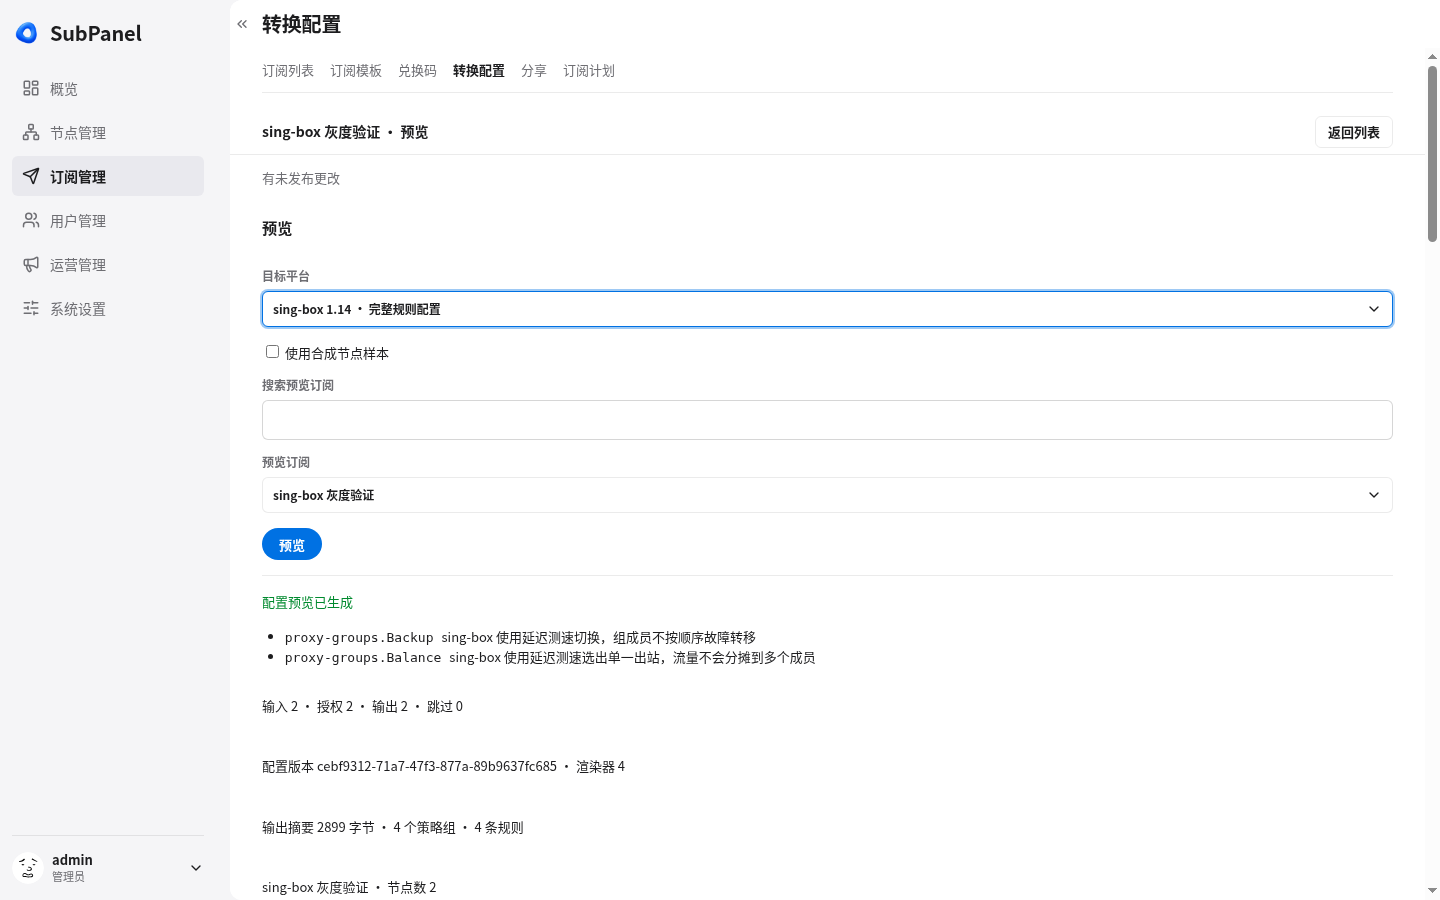 SubPanel
概览
节点管理
订阅管理
用户管理
运营管理
系统设置
admin
管理员
转换配置
订阅列表 订阅模板 兑换码 转换配置 分享 订阅计划
sing-box 灰度验证 · 预览
返回列表
有未发布更改
预览
目标平台
sing-box 1.14 · 完整规则配置
使用合成节点样本
搜索预览订阅
预览订阅
sing-box 灰度验证
预览
配置预览已生成
proxy-groups.Backup sing-box 使用延迟测速切换，组成员不按顺序故障转移
proxy-groups.Balance sing-box 使用延迟测速选出单一出站，流量不会分摊到多个成员
输入 2 · 授权 2 · 输出 2 · 跳过 0
配置版本 cebf9312-71a7-47f3-877a-89b9637fc685 · 渲染器 4
输出摘要 2899 字节 · 4 个策略组 · 4 条规则
sing-box 灰度验证 · 节点数 2